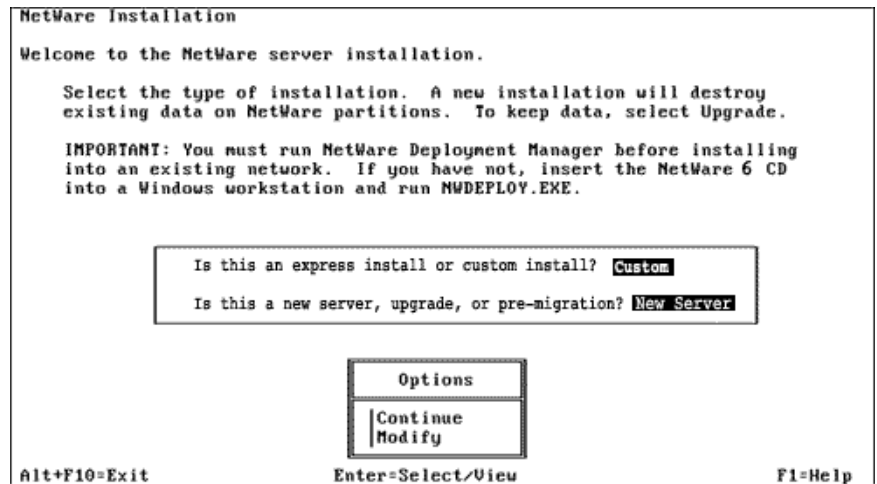 NetWare Installation
Welcome to the NetWare server installation.
Select the type of installation. A new installation will destroy
existing data on NetWare partitions. To keep data, select Upgrade.
IMPORTANT: You must run NetWare Deployment Manager before installing
into an existing network. If you have not, insert the NetWare 6 CD
into a Windows workstation and run NWDEPLOY.EXE.
Is this an express install or custom install? Custom
Is this a new server, upgrade, or pre-migration? New Server
Options
Continue
Modify
Alt+F10=Exit Enter=Select/View F1=Help